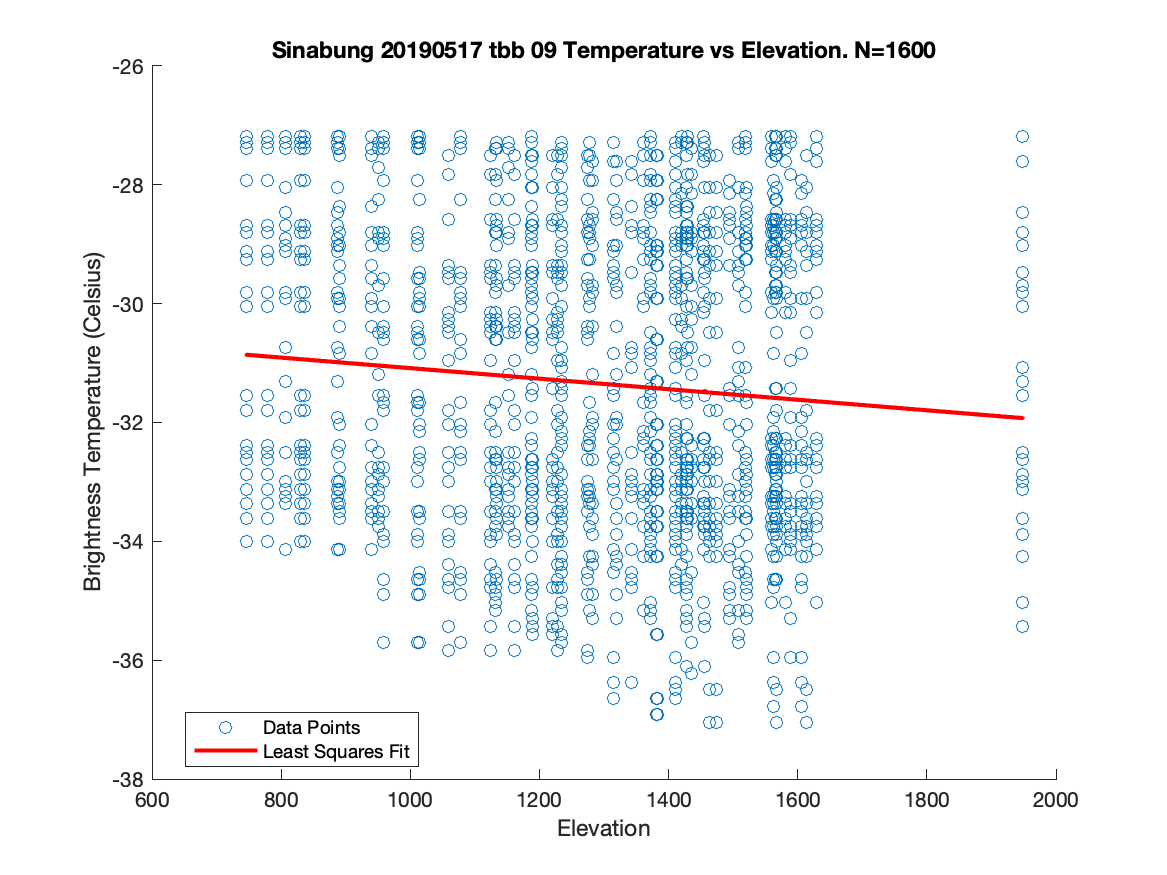 Sinabung 20190517 tbb 09 Temperature vs Elevation. N=1600
Brightness Temperature (Celsius)
-26
-28
-30
-32
-34
-36
-38
Data Points
Least Squares Fit
600 800 1000 1200 1400 1600 1800 2000
Elevation